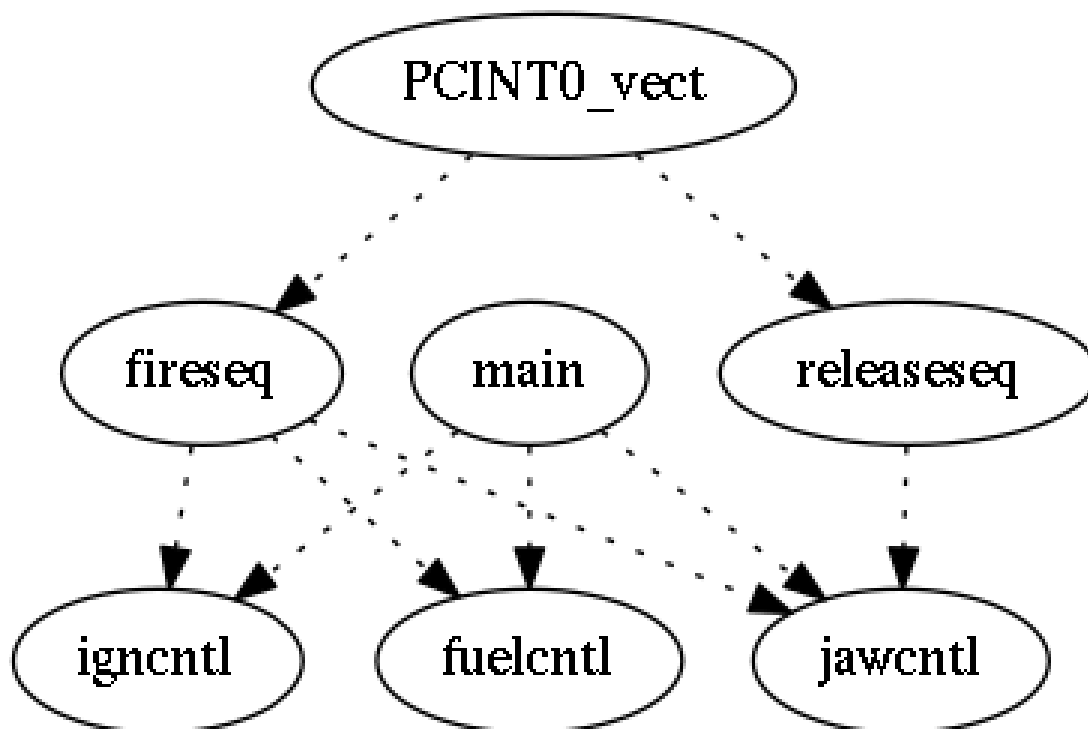 PCINT0_vect
fireseq
main
releaseseq
igncntl
fuelcntl
jawcntl